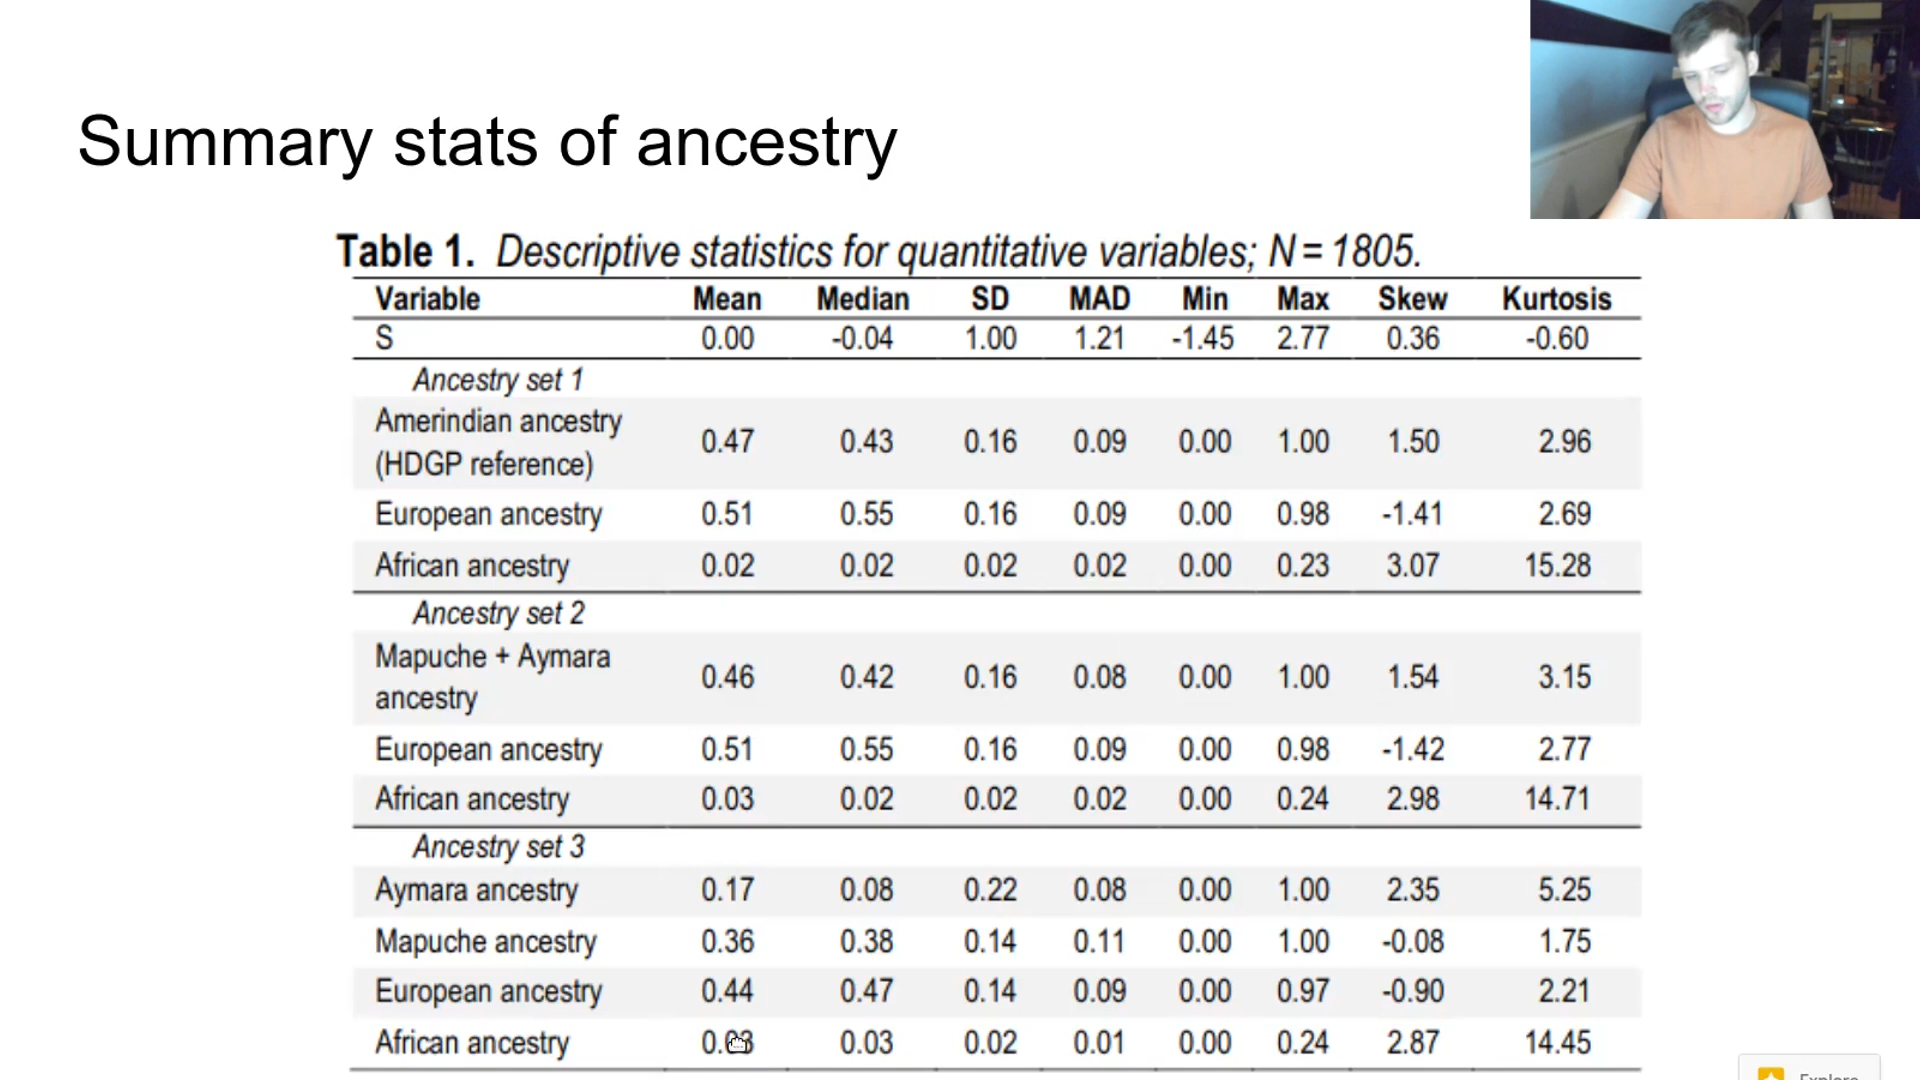 Summary stats of ancestry
Table 1. Descriptive statistics for quantitative variables; N = 1805.
Variable Mean Median SD MAD Min Max Skew Kurtosis
S 0.00 -0.04 1.00 1.21 -1.45 2.77 0.36 -0.60
Ancestry set 1
Amerindian ancestry
(HDGP reference) 0.47 0.43 0.16 0.09 0.00 1.00 1.50 2.96
European ancestry 0.51 0.55 0.16 0.09 0.00 0.98 -1.41 2.69
African ancestry 0.02 0.02 0.02 0.02 0.00 0.23 3.07 15.28
Ancestry set 2
Mapuche + Aymara
ancestry 0.46 0.42 0.16 0.08 0.00 1.00 1.54 3.15
European ancestry 0.51 0.55 0.16 0.09 0.00 0.98 -1.42 2.77
African ancestry 0.03 0.02 0.02 0.02 0.00 0.24 2.98 14.71
Ancestry set 3
Aymara ancestry 0.17 0.08 0.22 0.08 0.00 1.00 2.35 5.25
Mapuche ancestry 0.36 0.38 0.14 0.11 0.00 1.00 -0.08 1.75
European ancestry 0.44 0.47 0.14 0.09 0.00 0.97 -0.90 2.21
African ancestry 0.03 0.03 0.02 0.01 0.00 0.24 2.87 14.45
Explore